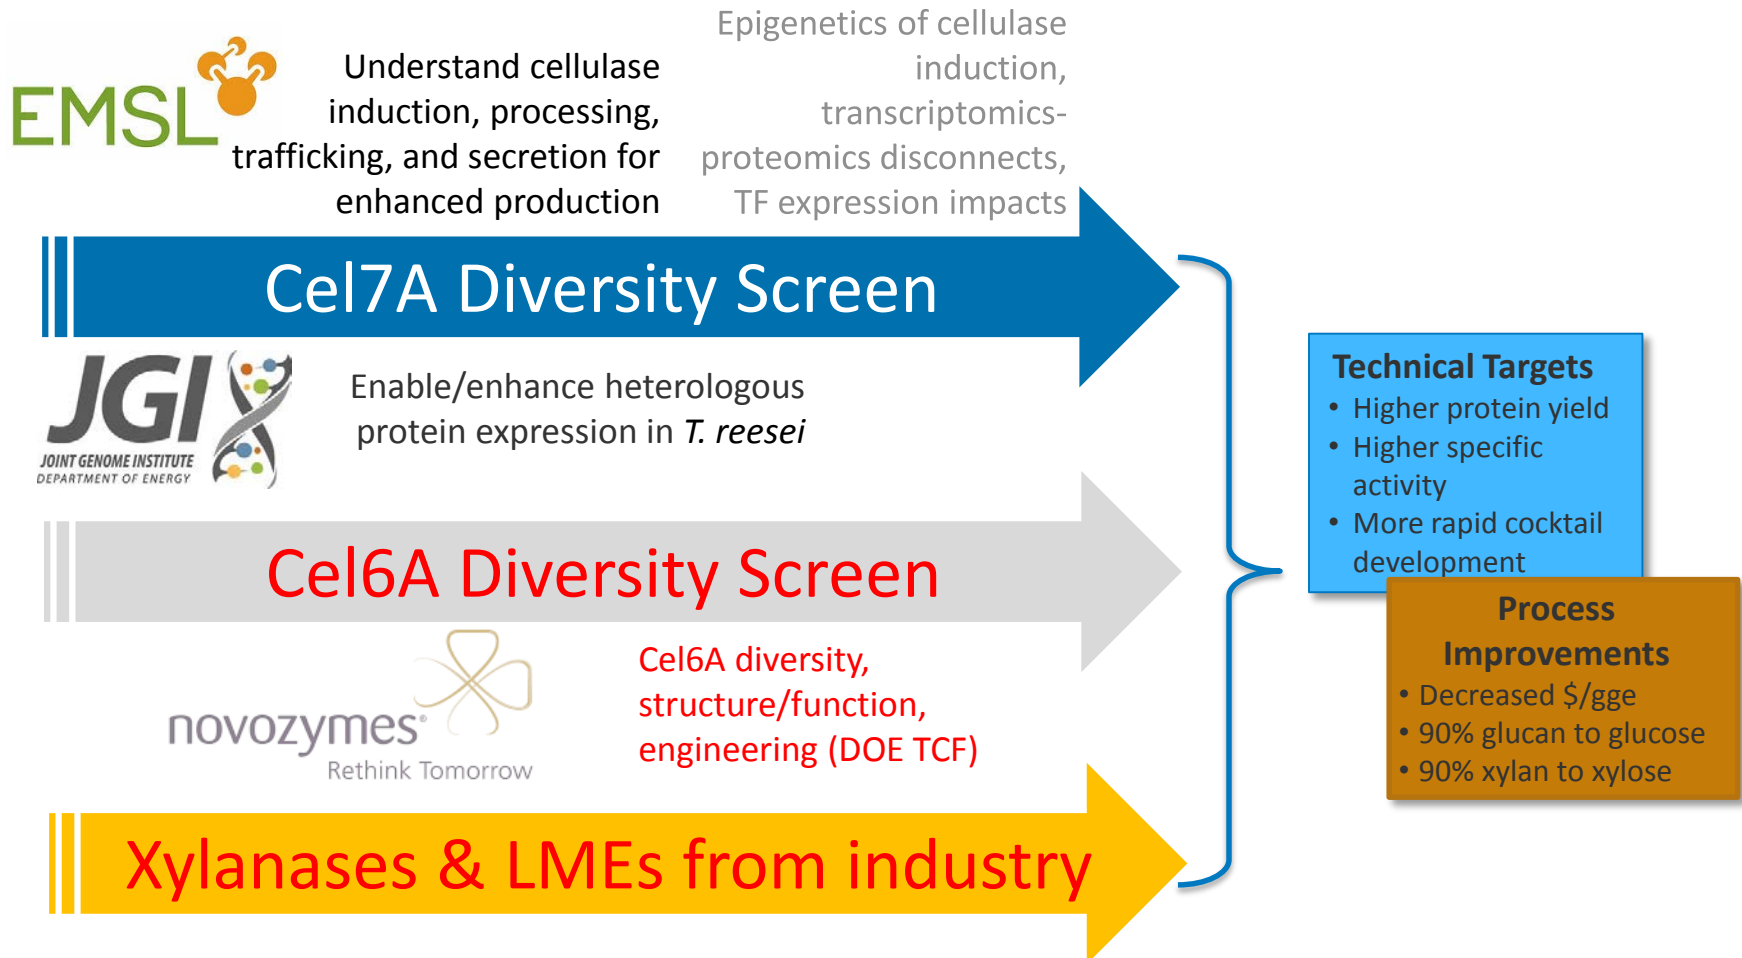 EMSL
Understand cellulase
induction, processing,
trafficking, and secretion for
enhanced production
Epigenetics of cellulase
induction,
transcriptomics-
proteomics disconnects,
TF expression impacts
Cel7A Diversity Screen
JGI
JOINT GENOME INSTITUTE
DEPARTMENT OF ENERGY
Enable/enhance heterologous
protein expression in T. reesei
Cel6A Diversity Screen
novozymes®
Rethink Tomorrow
Cel6A diversity,
structure/function,
engineering (DOE TCF)
Xylanases & LMEs from industry
Technical Targets
• Higher protein yield
• Higher specific
activity
• More rapid cocktail
development
Process
Improvements
• Decreased $/gge
• 90% glucan to glucose
• 90% xylan to xylose